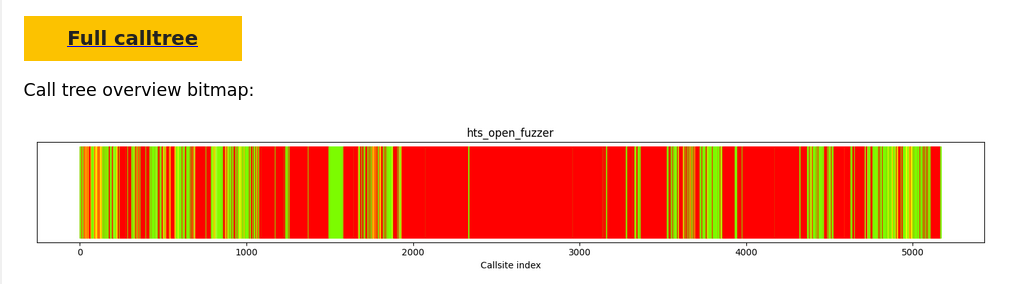 Full calltree
Call tree overview bitmap:
hts_open_fuzzer
0 1000 2000 3000 4000 5000
Callsite index